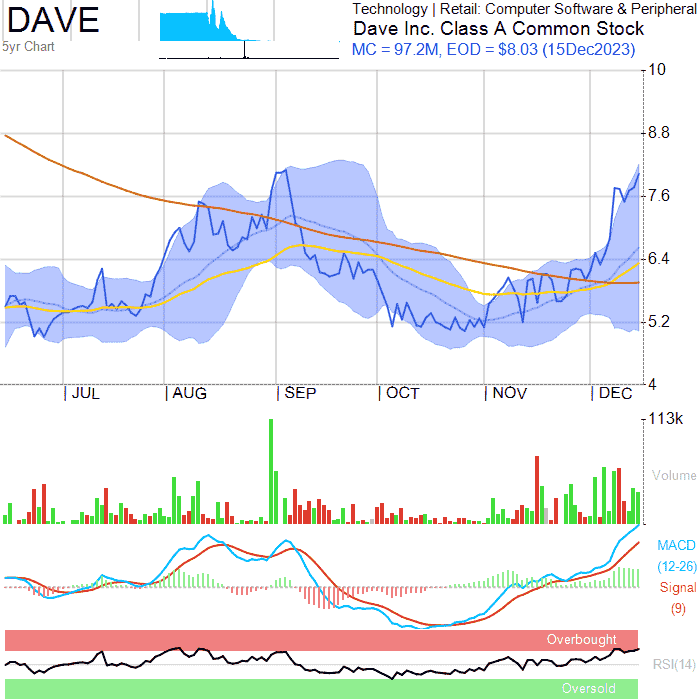 DAVE
5yr Chart
Technology | Retail: Computer Software & Peripheral
Dave Inc. Class A Common Stock
MC = 97.2M, EOD = $8.03 (15Dec2023)
10
8.8
7.6
6.4
5.2
4
JUL AUG SEP OCT NOV DEC
113k
Volume
MACD
(12-26)
Signal
(9)
Overbought
RSI(14)
Oversold